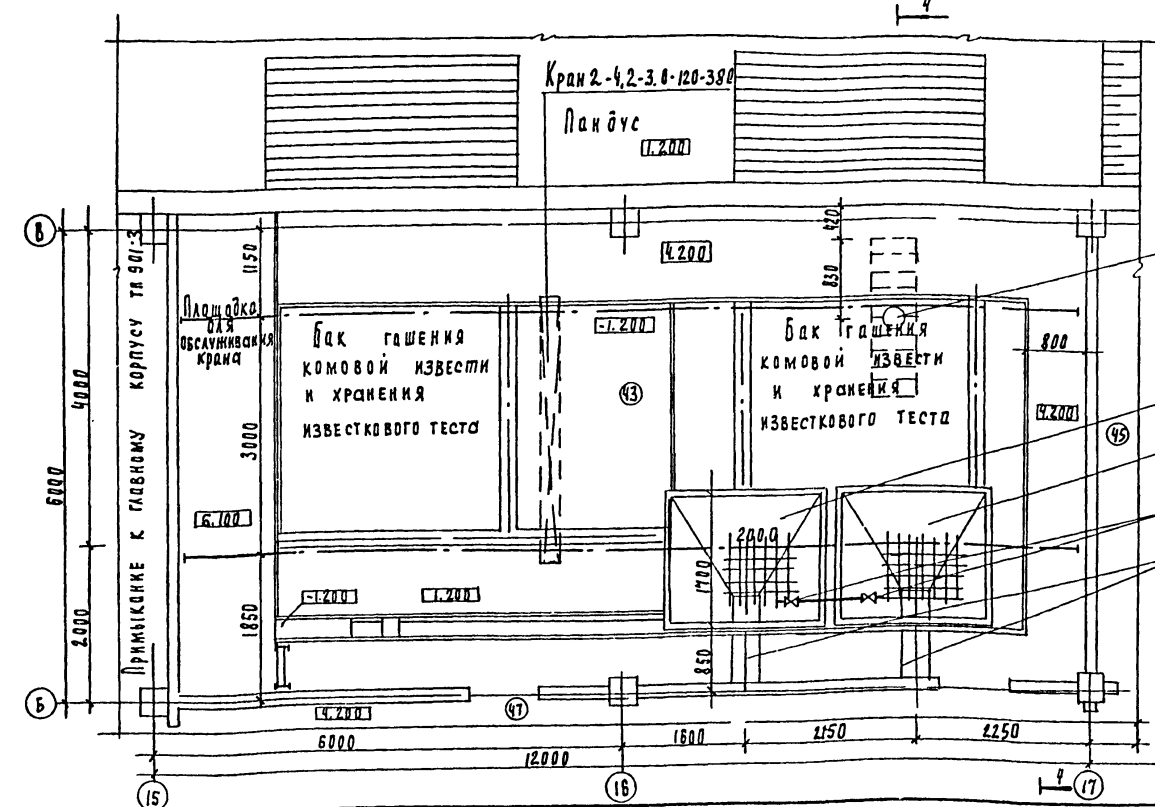 4
Кран 2-4,2-3.0-120-380
Пандус
1.200
В
Примыкание к главному корпусу ТП 901-3
1150
4.200
420
830
Площадка
для
обслуживания
крана
Бак гашения
комовой извести
и хранения
известкового теста
-1.200
43
Бак гашения
комовой извести
и хранения
известкового теста
800
4.200
45
6000
4000
3000
6.100
2000
1700
2000
1850
-1.200
1.200
850
Б
4.200
47
6000
1600
2150
2250
12000
4
15
16
17